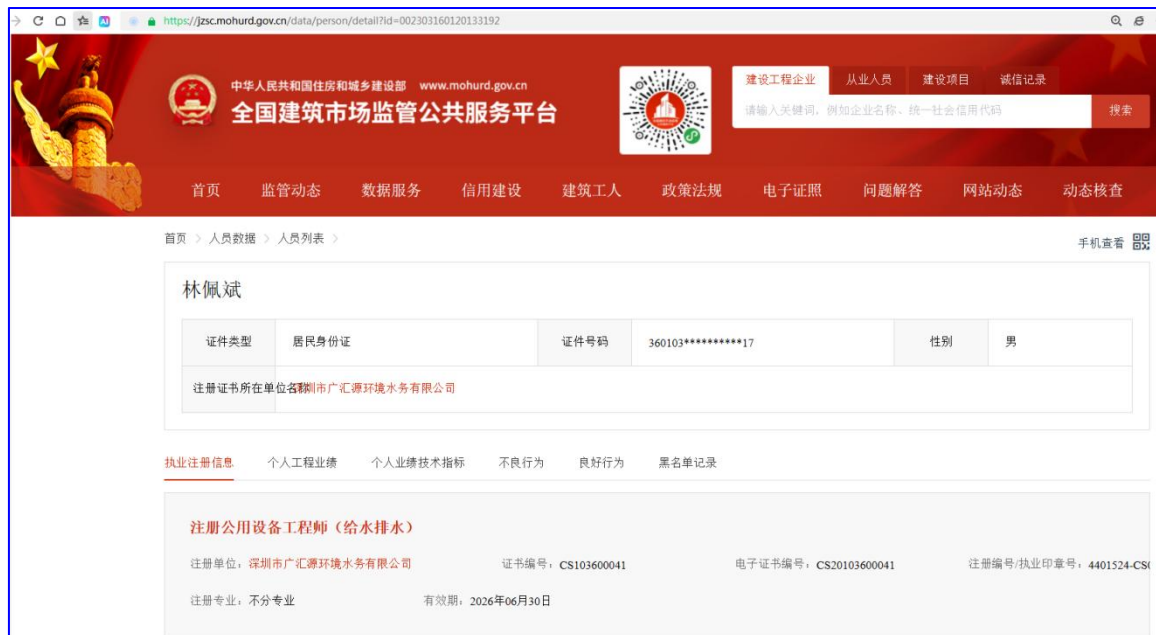 https://jzsc.mohurd.gov.cn/data/person/detail?id=002303160120133192
中华人民共和国住房和城乡建设部 www.mohurd.gov.cn
全国建筑市场监管公共服务平台
建设工程企业 从业人员 建设项目 诚信记录
请输入关键词，例如企业名称、统一社会信用代码 搜索
首页 监管动态 数据服务 信用建设 建筑工人 政策法规 电子证照 问题解答 网站动态 动态核查
首页 > 人员数据 > 人员列表 >
手机查看
林佩斌
证件类型 居民身份证 证件号码 360103**********17 性别 男
注册证书所在单位名称 深圳市广汇源环境水务有限公司
执业注册信息 个人工程业绩 个人业绩技术指标 不良行为 良好行为 黑名单记录
注册公用设备工程师（给水排水）
注册单位：深圳市广汇源环境水务有限公司 证书编号：CS103600041 电子证书编号：CS20103600041 注册编号/执业印章号：4401524-CS0
注册专业：不分专业 有效期：2026年06月30日